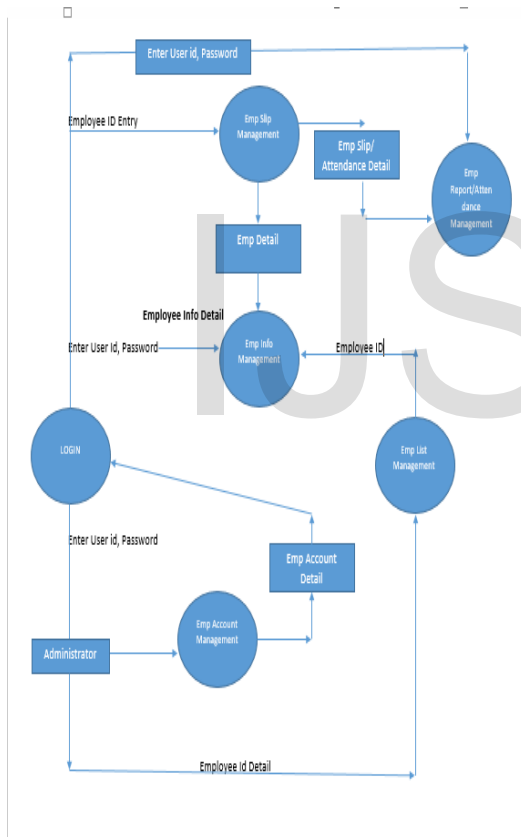 Enter User id, Password
Employee ID Entry
Emp Slip
Management
Emp Slip/
Attendance Detail
Emp
Report/Atten
dance
Management
Emp Detail
Employee Info Detail
Enter User Id, Password
Emp Info
Management
Employee ID
LOGIN
Emp List
Management
Enter User id, Password
Emp Account
Detail
Emp Account
Management
Administrator
Employee Id Detail
IJS